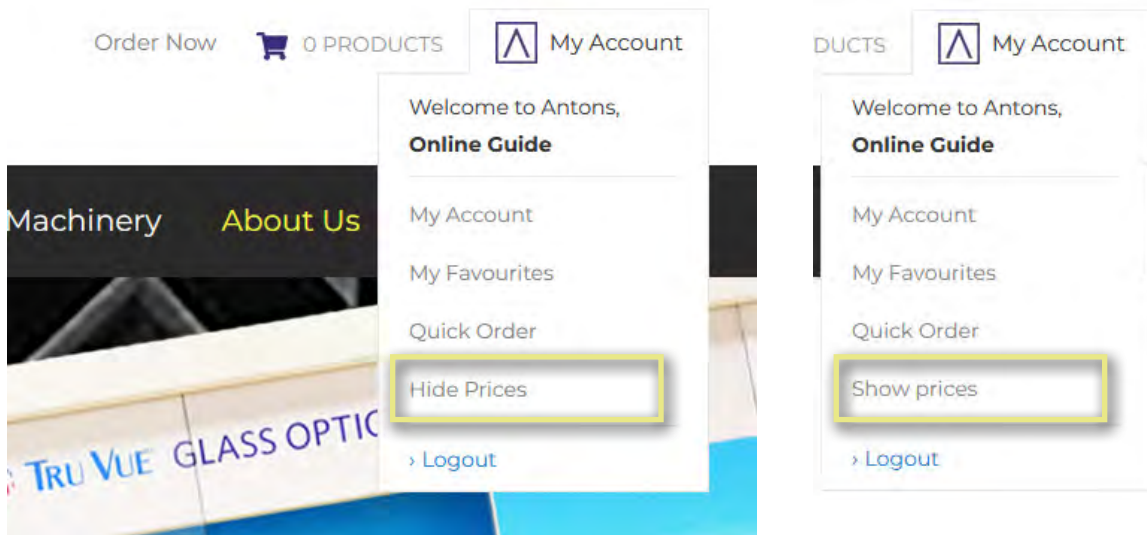 Order Now 0 PRODUCTS My Account
Welcome to Antons,
Online Guide
My Account
My Favourites
Quick Order
Hide Prices
› Logout
Machinery About Us
TRU VUE GLASS OPTIC
DUCTS My Account
Welcome to Antons,
Online Guide
My Account
My Favourites
Quick Order
Show prices
› Logout